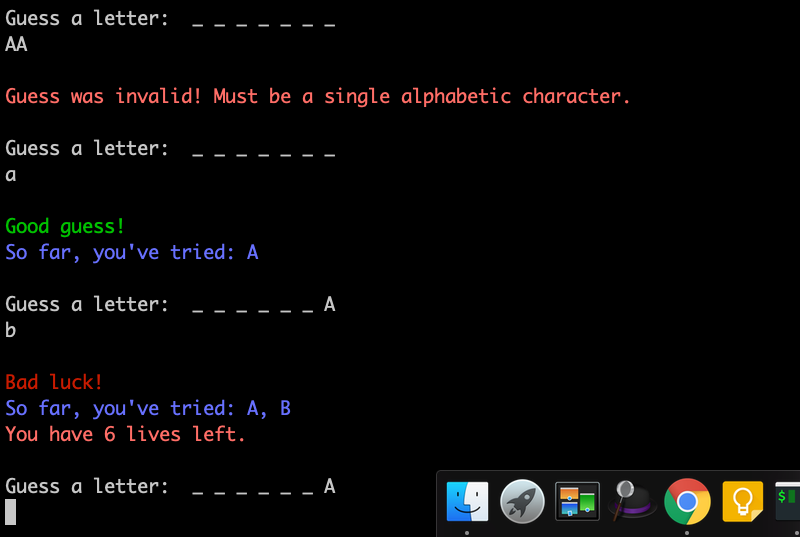 Guess a letter:  _ _ _ _ _ _ _
AA
Guess was invalid! Must be a single alphabetic character.
Guess a letter:  _ _ _ _ _ _ _
a
Good guess!
So far, you've tried: A
Guess a letter:  _ _ _ _ _ _ A
b
Bad luck!
So far, you've tried: A, B
You have 6 lives left.
Guess a letter:  _ _ _ _ _ _ A
$